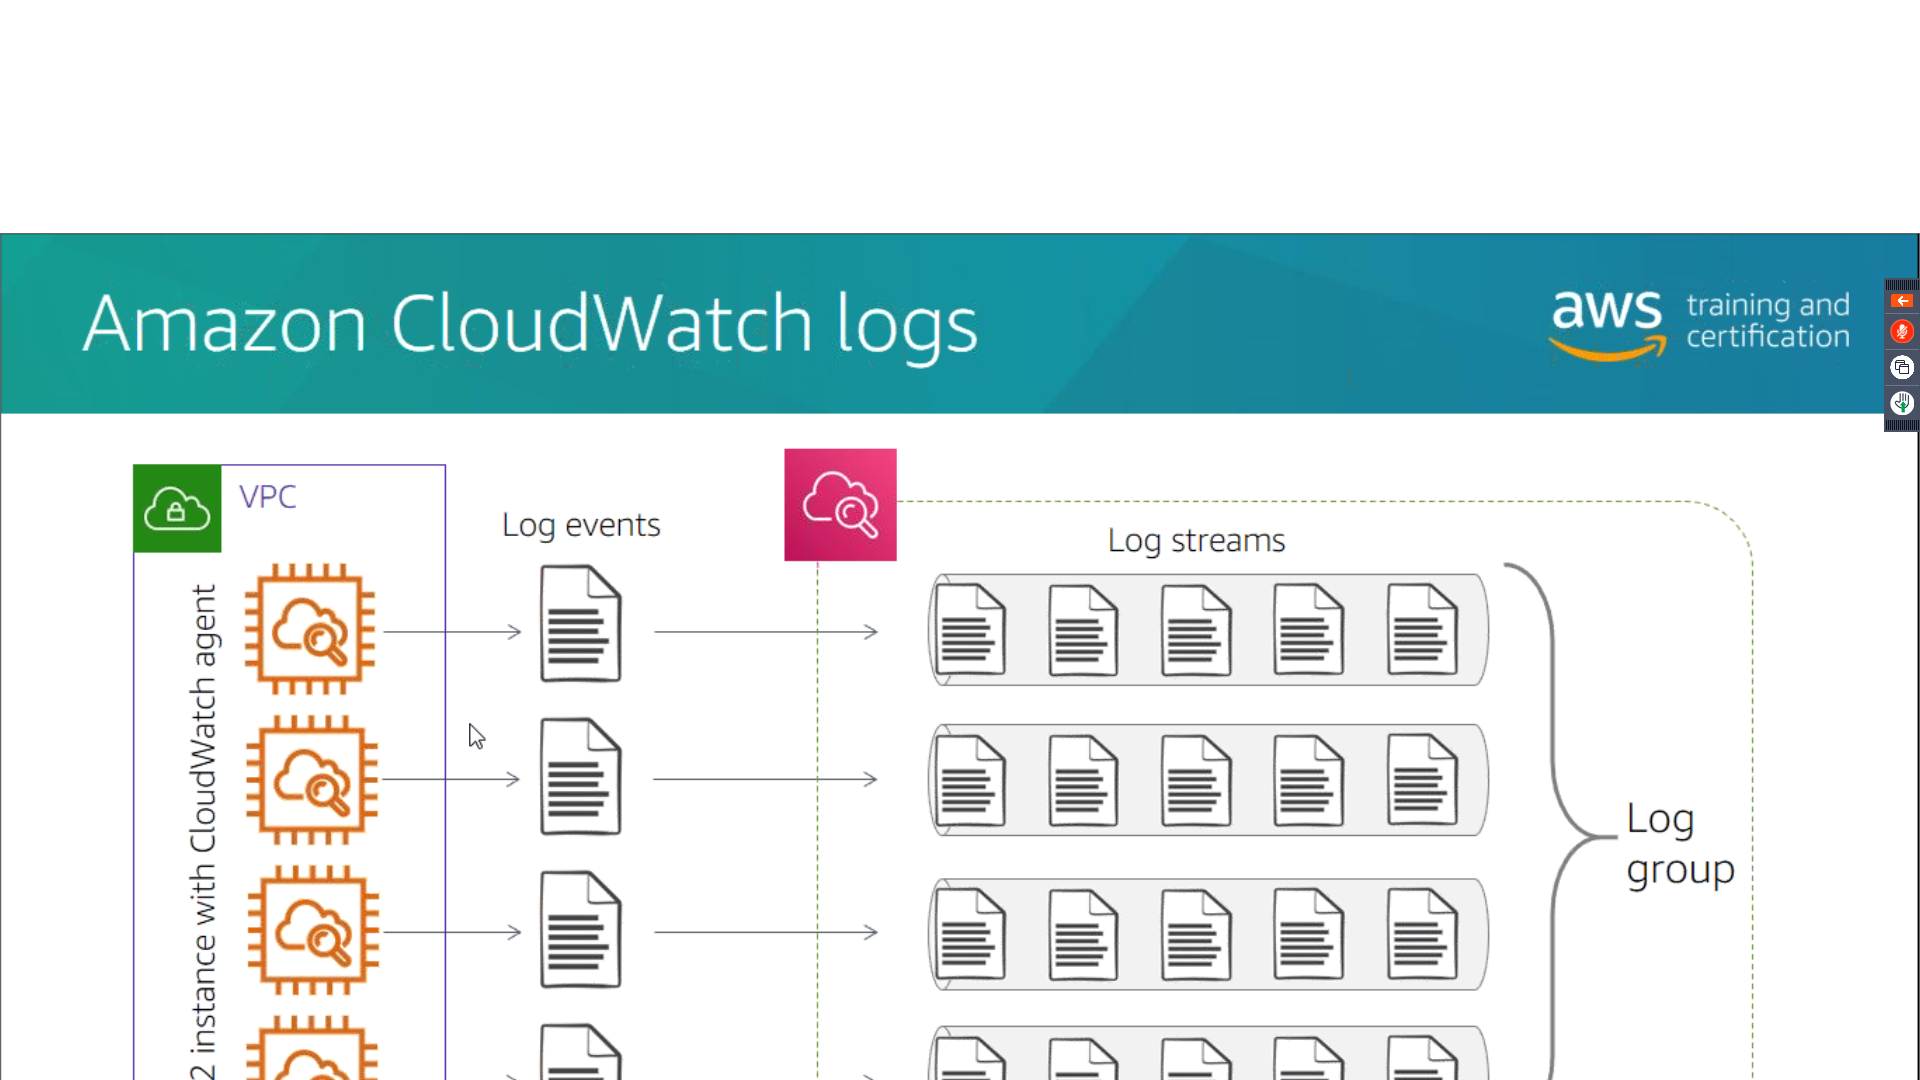 Amazon CloudWatch logs
aws training and
certification
VPC
Log events
Log streams
2 instance with CloudWatch agent
Log
group